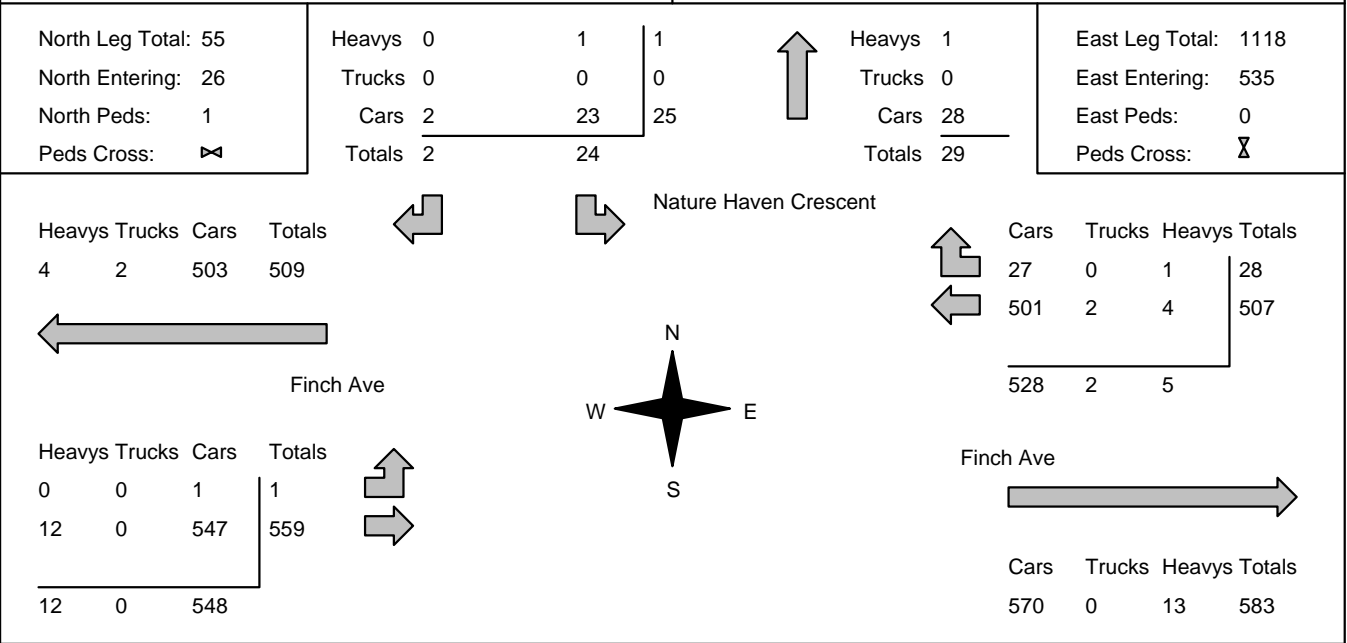 North Leg Total: 55
North Entering: 26
North Peds: 1
Peds Cross:
Heavys 0 1 1
Trucks 0 0 0
Cars 2 23 25
Totals 2 24
Heavys 1
Trucks 0
Cars 28
Totals 29
East Leg Total: 1118
East Entering: 535
East Peds: 0
Peds Cross:
Nature Haven Crescent
Heavys Trucks Cars Totals
4 2 503 509
Cars Trucks Heavys Totals
27 0 1 28
501 2 4 507
528 2 5
Finch Ave
N
W E
S
Heavys Trucks Cars Totals
0 0 1 1
12 0 547 559
12 0 548
Finch Ave
Cars Trucks Heavys Totals
570 0 13 583